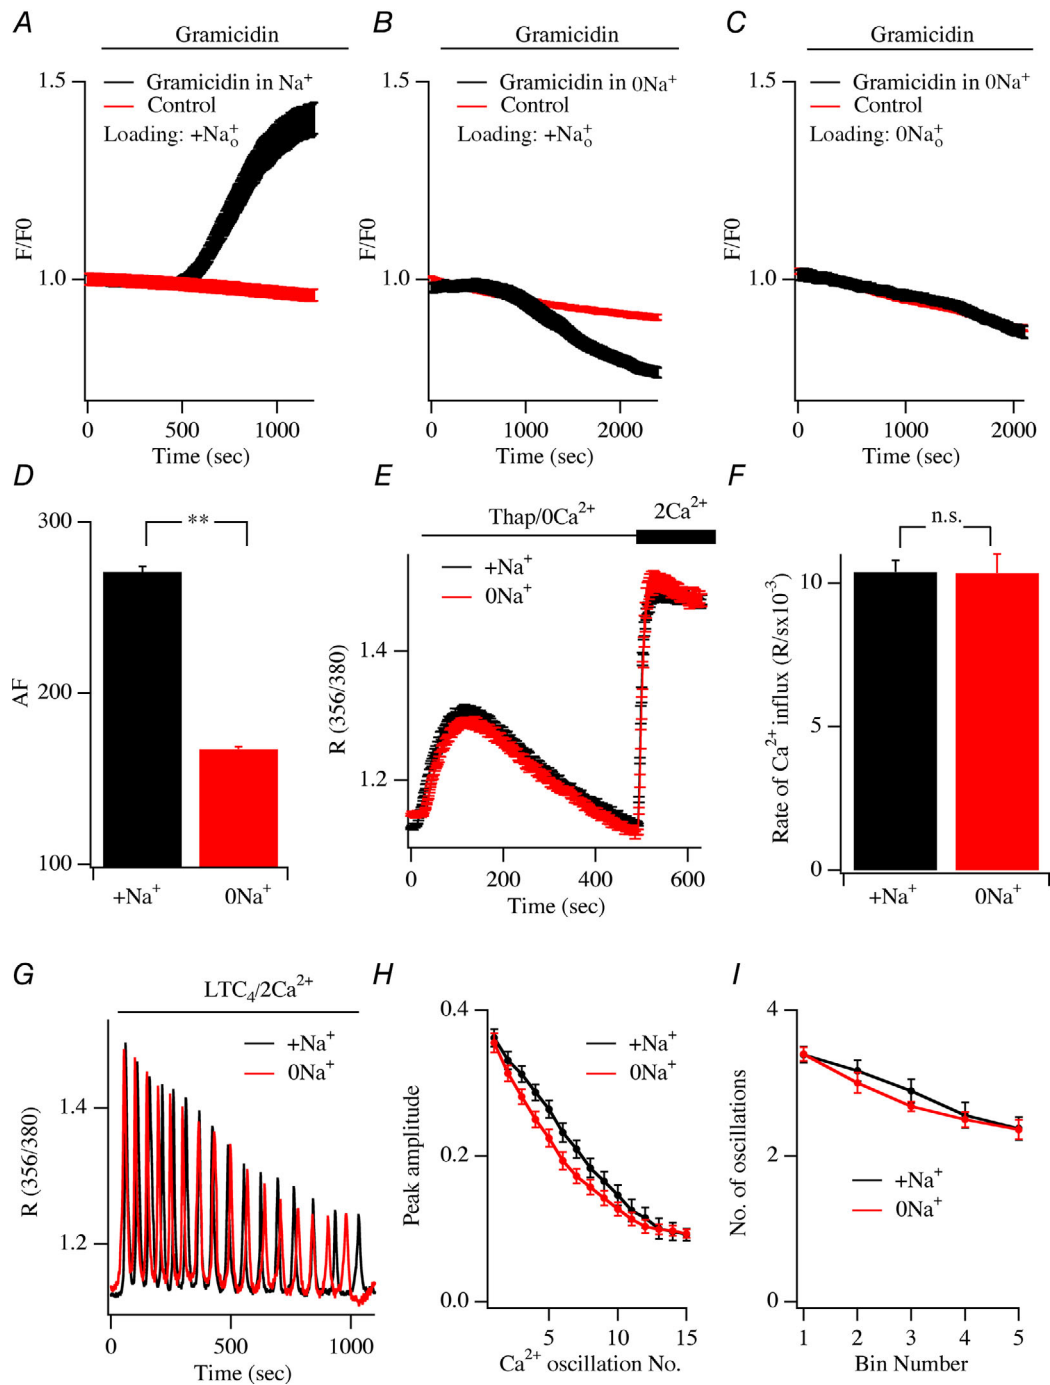 A
B
C
Gramicidin
Gramicidin
Gramicidin
1.5
Gramicidin in Na⁺
Control
Loading: +Na⁺ₒ
F/F0
1.0
0
500
1000
Time (sec)
1.5
Gramicidin in 0Na⁺
Control
Loading: +Na⁺ₒ
F/F0
1.0
0
1000
2000
Time (sec)
1.5
Gramicidin in 0Na⁺
Control
Loading: 0Na⁺ₒ
F/F0
1.0
0
1000
2000
Time (sec)
D
300
**
AF
200
100
+Na⁺
0Na⁺
E
Thap/0Ca²⁺
2Ca²⁺
+Na⁺
0Na⁺
R (356/380)
1.4
1.2
0
200
400
600
Time (sec)
F
n.s.
Rate of Ca²⁺ influx (R/sx10⁻³)
10
5
0
+Na⁺
0Na⁺
G
LTC₄/2Ca²⁺
+Na⁺
0Na⁺
R (356/380)
1.4
1.2
0
500
1000
Time (sec)
H
0.4
+Na⁺
0Na⁺
Peak amplitude
0.2
0.0
5
10
15
Ca²⁺ oscillation No.
I
4
No. of oscillations
2
+Na⁺
0Na⁺
0
1
2
3
4
5
Bin Number